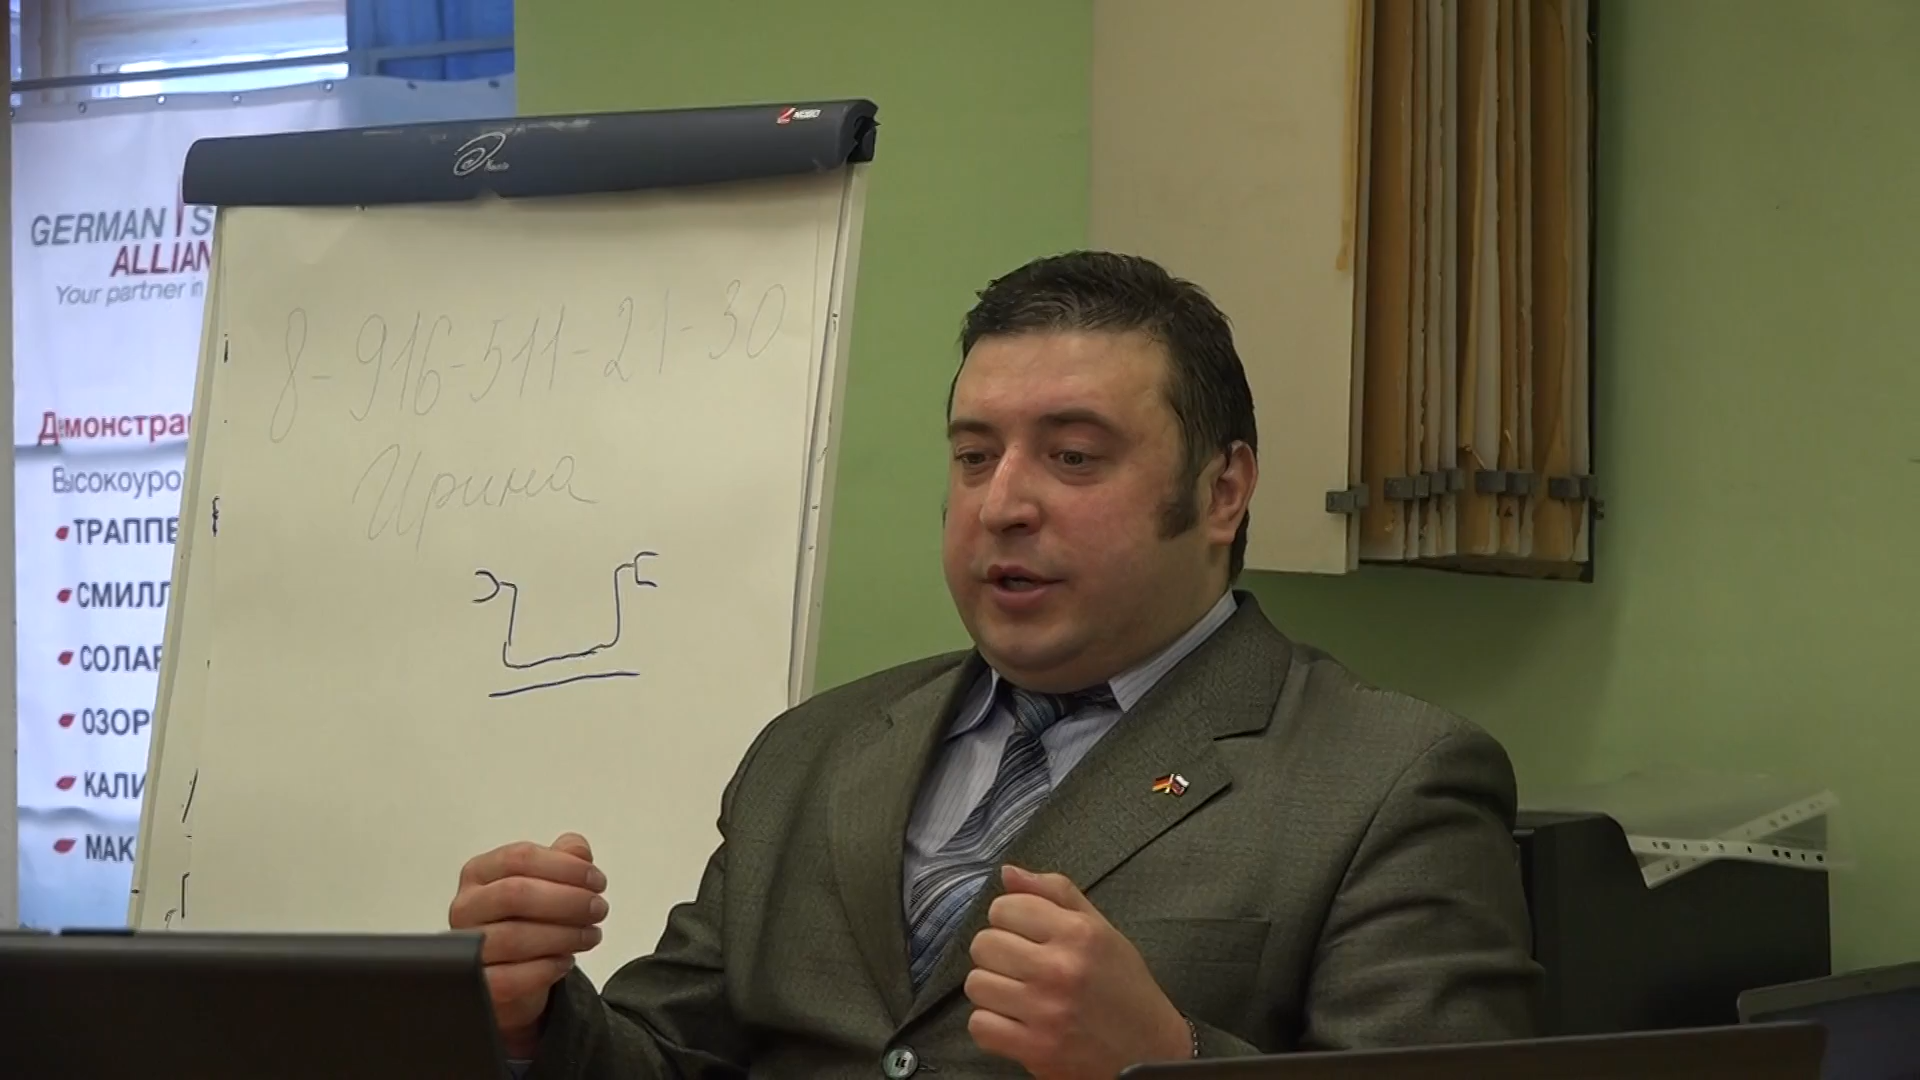 GERMAN S
ALLIAN
Your partner in
Демонстра
Высокоуро
ТРАППЕ
СМИЛЛ
СОЛАР
ОЗОР
КАЛИ
МАК
8-916-511-21-30
Ирина